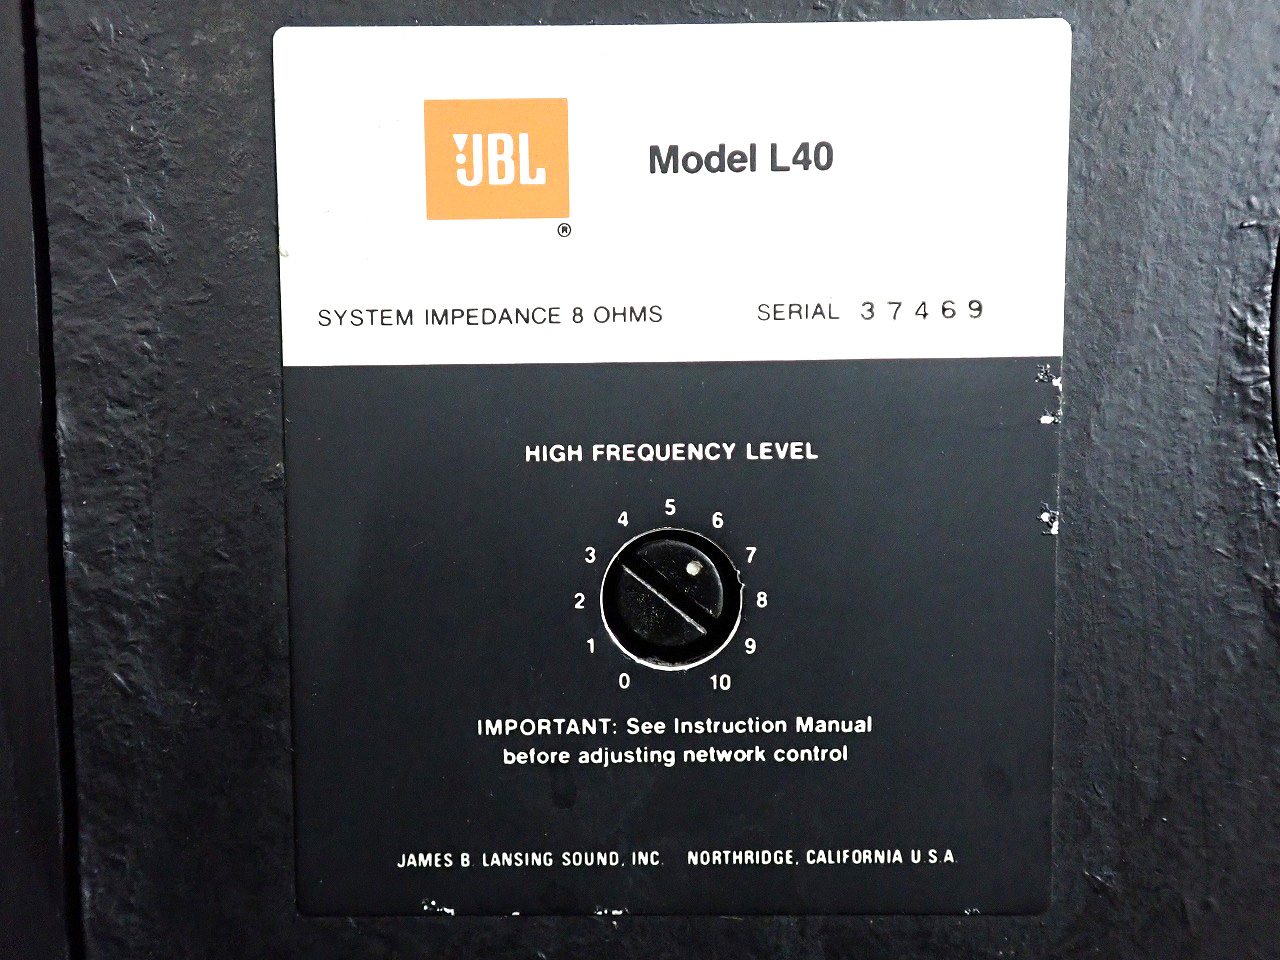 JBL
®
Model L40
SYSTEM IMPEDANCE 8 OHMS SERIAL 37469
HIGH FREQUENCY LEVEL
0 1 2 3 4 5 6 7 8 9 10
IMPORTANT: See Instruction Manual
before adjusting network control
JAMES B LANSING SOUND, INC. NORTHRIDGE, CALIFORNIA U.S.A.